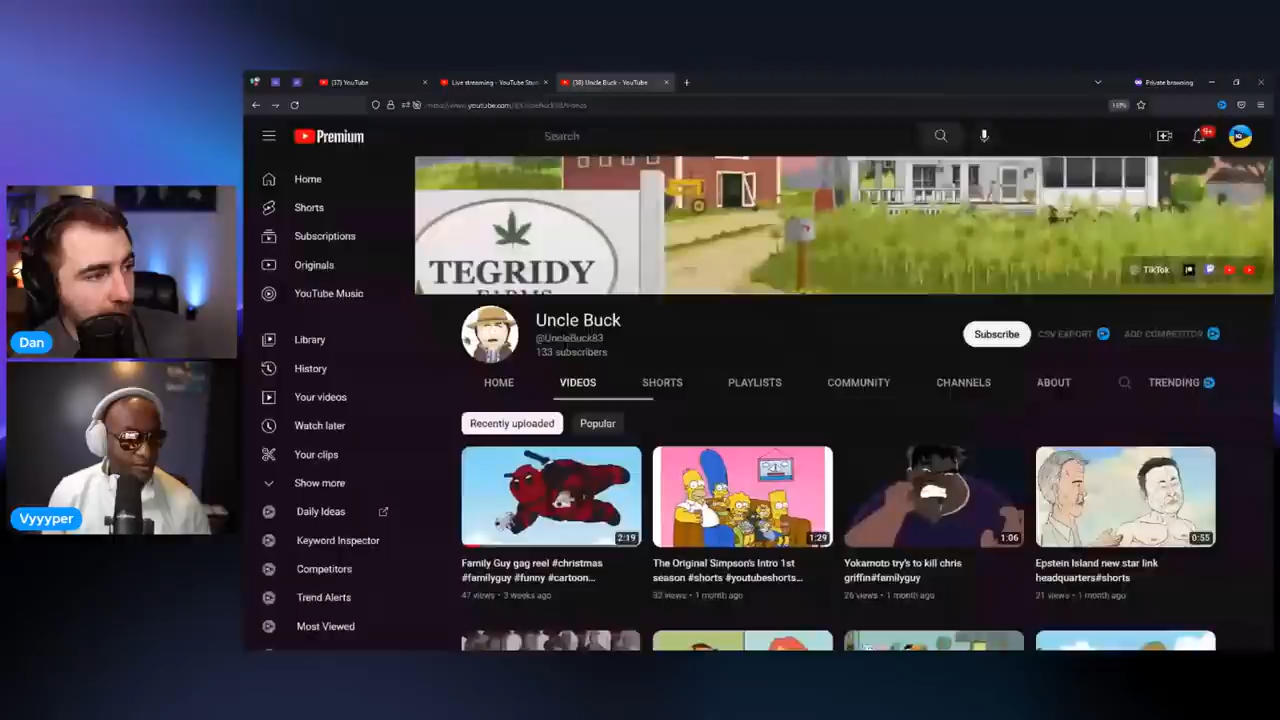 (37) YouTube
Live streaming - YouTube Stu
(38) Uncle Buck - YouTube
Private browning
Premium
Search
9+
Home
Shorts
Subscriptions
Originals
YouTube Music
Library
History
Your videos
Watch later
Your clips
Show more
Daily Ideas
Keyword Inspector
Competitors
Trend Alerts
Most Viewed
TEGRIDY
FARMS
TikTok
Uncle Buck
@UncleBuck83
133 subscribers
Subscribe
CSV EXPORT
ADD COMPETITOR
HOME
VIDEOS
SHORTS
PLAYLISTS
COMMUNITY
CHANNELS
ABOUT
TRENDING
Recently uploaded
Popular
2:19
1:29
1:06
0:55
Family Guy gag reel #christmas
#familyguy #funny #cartoon...
47 views • 3 weeks ago
The Original Simpson's Intro 1st
season #shorts #youtubeshorts...
32 views • 1 month ago
Yokamoto try's to kill chris
griffin#familyguy
26 views • 1 month ago
Epstein Island new star link
headquarters#shorts
21 views • 1 month ago
Dan
Vyyyper